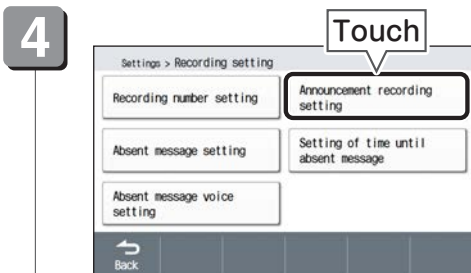 4
Touch
Settings > Recording setting
Recording number setting
Announcement recording
setting
Absent message setting
Setting of time until
absent message
Absent message voice
setting
Back